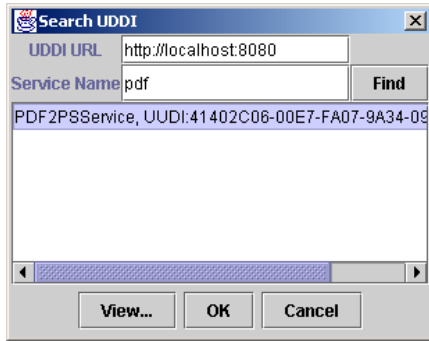 Search UDDI
UDDI URL http://localhost:8080
Service Name pdf Find
PDF2PSService, UUDI:41402C06-00E7-FA07-9A34-09
View... OK Cancel